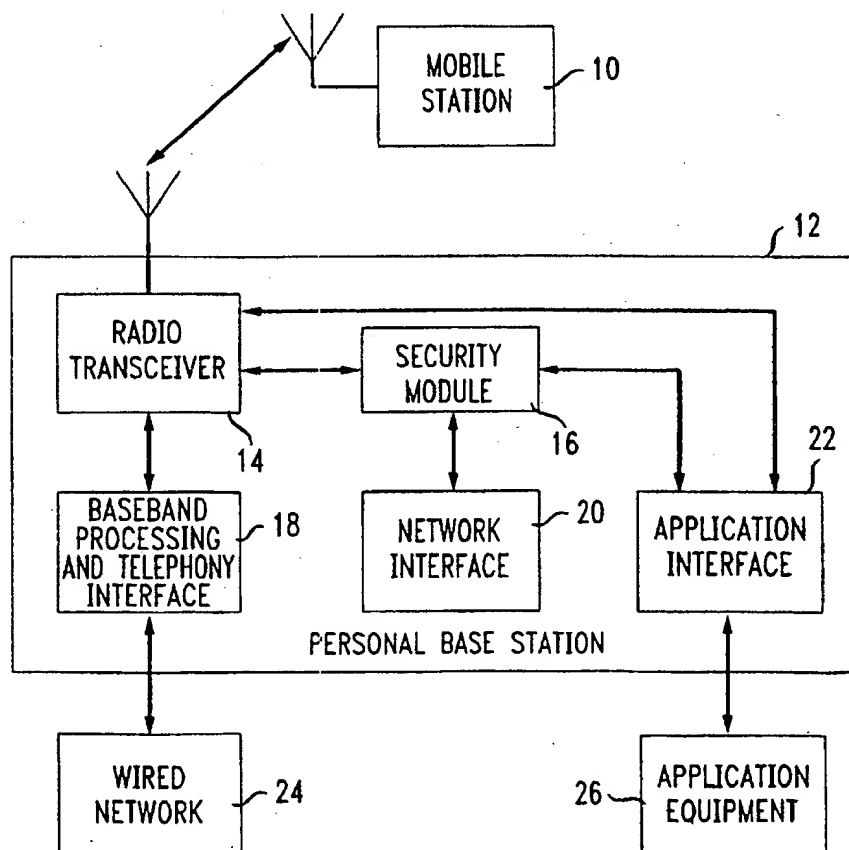 MOBILE
STATION
10
12
RADIO
TRANSCEIVER
14
SECURITY
MODULE
16
22
BASEBAND
PROCESSING
AND TELEPHONY
INTERFACE
18
NETWORK
INTERFACE
20
APPLICATION
INTERFACE
PERSONAL BASE STATION
WIRED
NETWORK
24
26
APPLICATION
EQUIPMENT